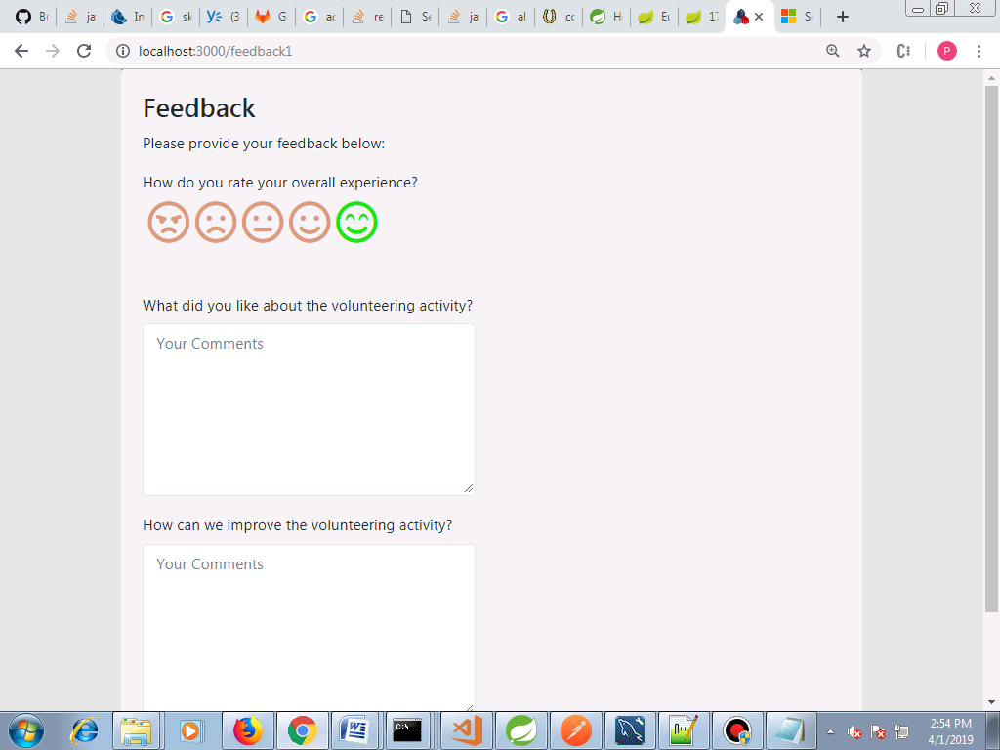 Bı
ja
In
sk
(3
G
ac
re
Se
ja
al
cc
Ho
Eu
17
Si
localhost:3000/feedback1
P
Feedback
Please provide your feedback below:
How do you rate your overall experience?
What did you like about the volunteering activity?
Your Comments
How can we improve the volunteering activity?
Your Comments
2:54 PM
4/1/2019